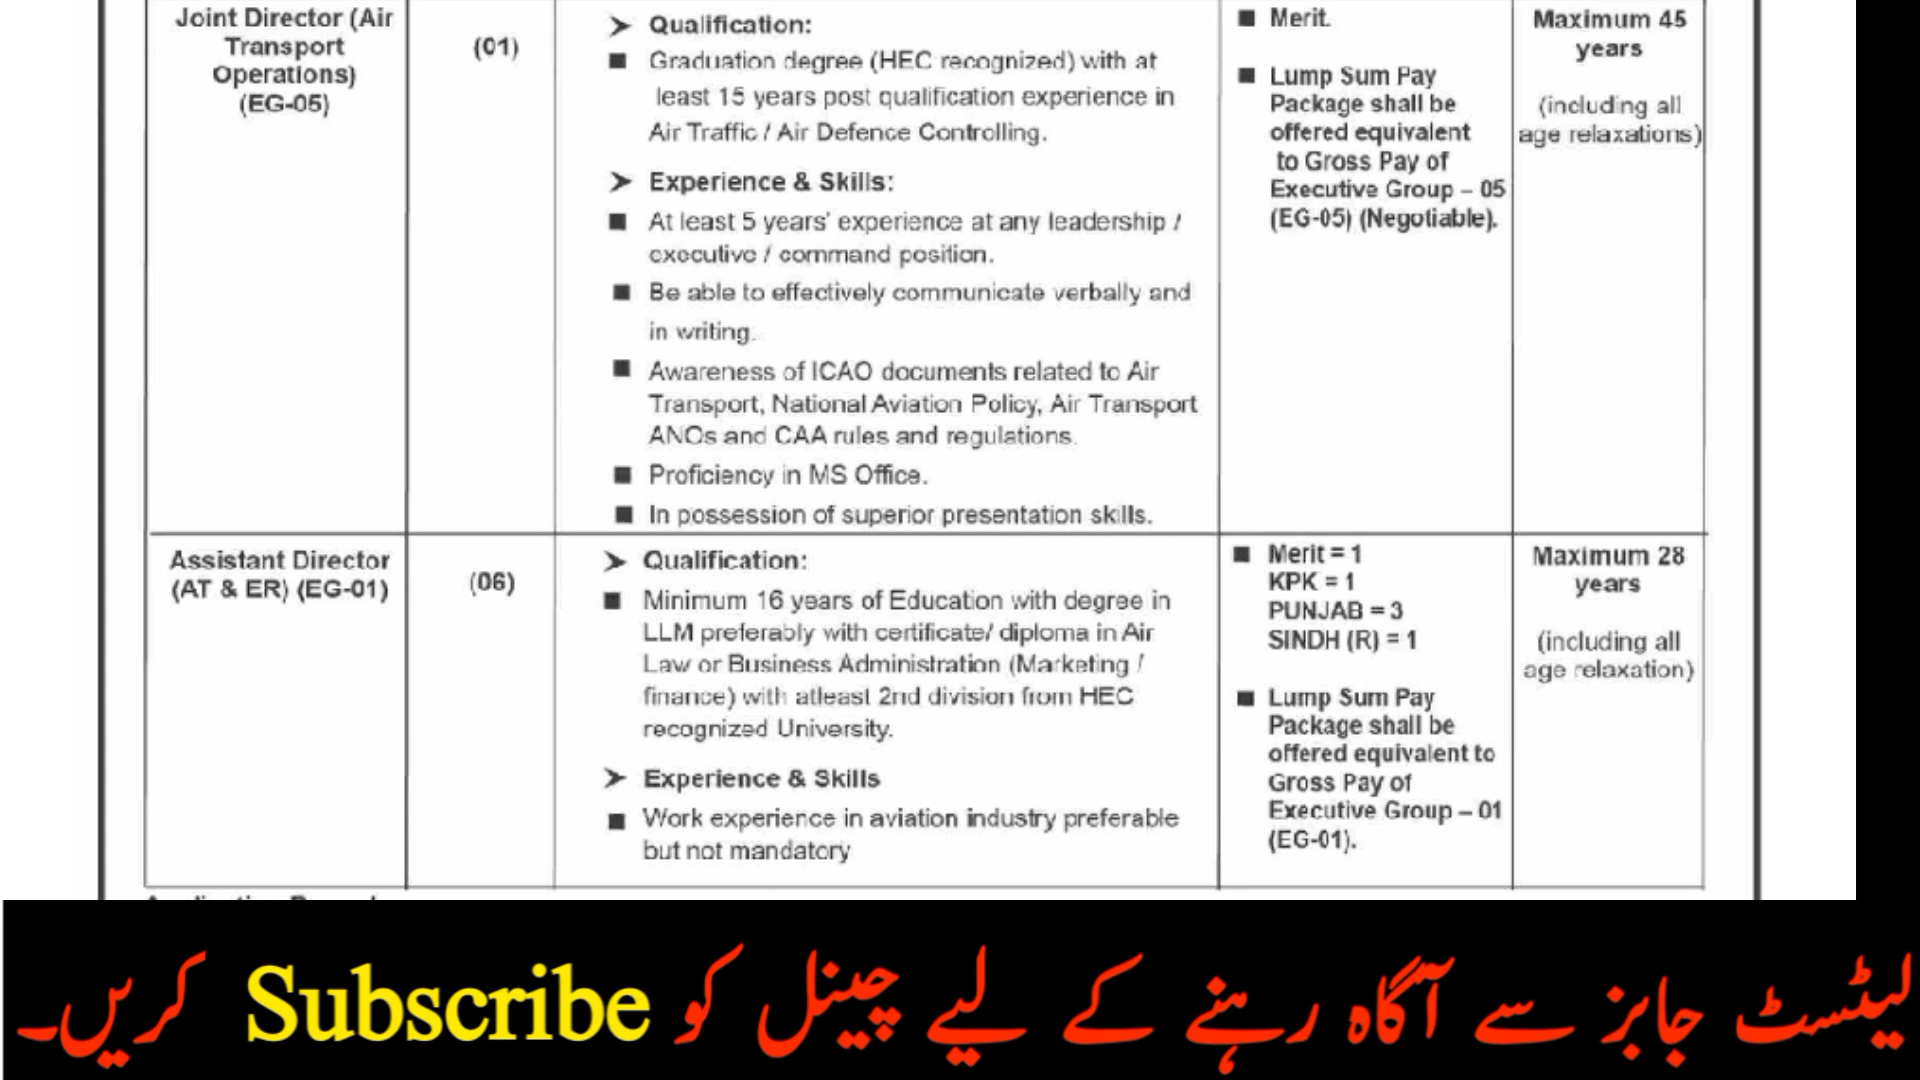 Joint Director (Air
Transport
Operations)
(EG-05)
(01)
➤ Qualification:
■ Graduation degree (HEC recognized) with at
least 15 years post qualification experience in
Air Traffic / Air Defence Controlling.
➤ Experience & Skills:
■ At least 5 years' experience at any leadership /
executive / command position.
■ Be able to effectively communicate verbally and
in writing.
■ Awareness of ICAO documents related to Air
Transport, National Aviation Policy, Air Transport
ANOs and CAA rules and regulations.
■ Proficiency in MS Office.
■ In possession of superior presentation skills.
■ Merit.
■ Lump Sum Pay
Package shall be
offered equivalent
to Gross Pay of
Executive Group – 05
(EG-05) (Negotiable).
Maximum 45
years
(including all
age relaxations)
Assistant Director
(AT & ER) (EG-01)
(06)
➤ Qualification:
■ Minimum 16 years of Education with degree in
LLM preferably with certificate/ diploma in Air
Law or Business Administration (Marketing /
finance) with atleast 2nd division from HEC
recognized University.
➤ Experience & Skills
■ Work experience in aviation industry preferable
but not mandatory
■ Merit = 1
KPK = 1
PUNJAB = 3
SINDH (R) = 1
■ Lump Sum Pay
Package shall be
offered equivalent to
Gross Pay of
Executive Group – 01
(EG-01).
Maximum 28
years
(including all
age relaxation)
لیٹسٹ جابز سے آگاہ رہنے کے لیے چینل کو Subscribe کریں۔